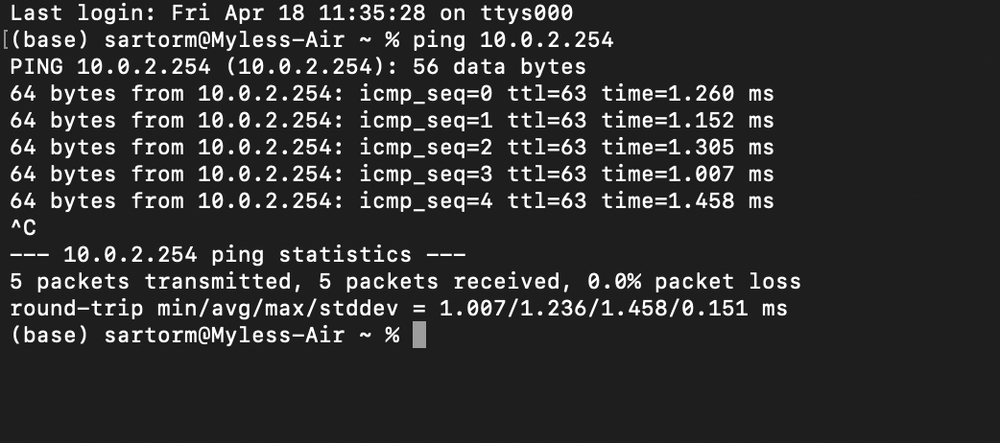 Last login: Fri Apr 18 11:35:28 on ttys000
[(base) sartorm@Myless-Air ~ % ping 10.0.2.254
PING 10.0.2.254 (10.0.2.254): 56 data bytes
64 bytes from 10.0.2.254: icmp_seq=0 ttl=63 time=1.260 ms
64 bytes from 10.0.2.254: icmp_seq=1 ttl=63 time=1.152 ms
64 bytes from 10.0.2.254: icmp_seq=2 ttl=63 time=1.305 ms
64 bytes from 10.0.2.254: icmp_seq=3 ttl=63 time=1.007 ms
64 bytes from 10.0.2.254: icmp_seq=4 ttl=63 time=1.458 ms
^C
--- 10.0.2.254 ping statistics ---
5 packets transmitted, 5 packets received, 0.0% packet loss
round-trip min/avg/max/stddev = 1.007/1.236/1.458/0.151 ms
(base) sartorm@Myless-Air ~ %